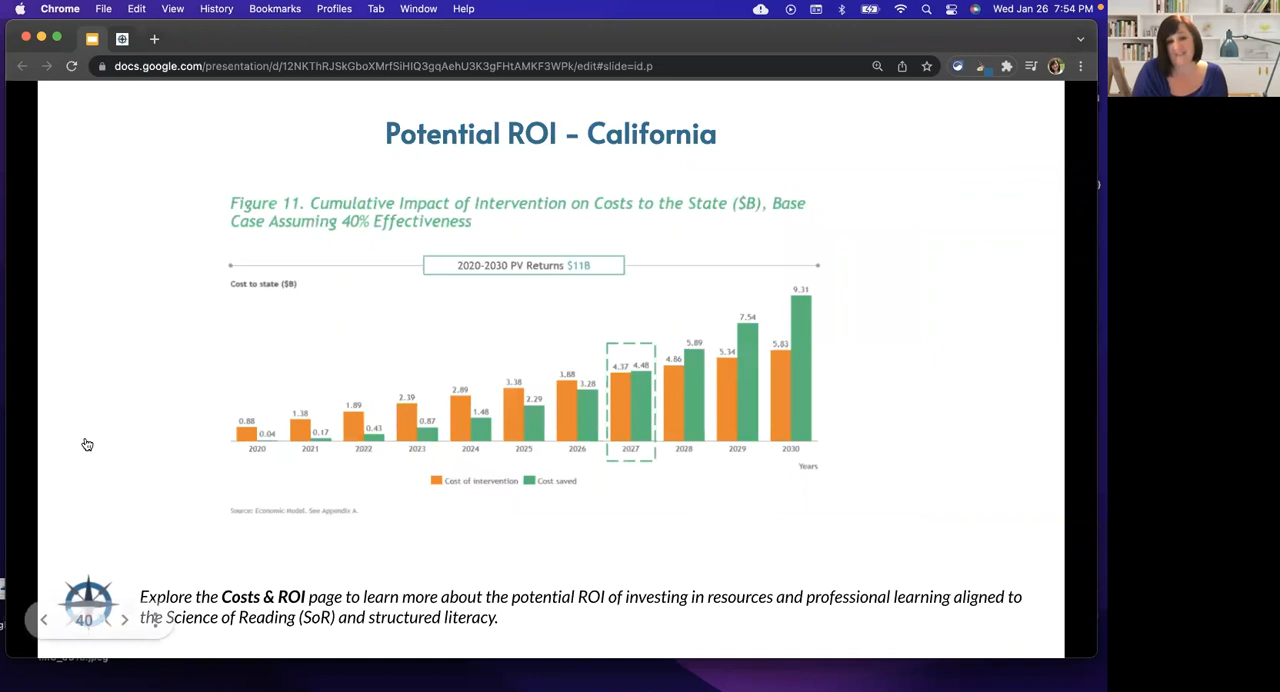 Chrome File Edit View History Bookmarks Profiles Tab Window Help Wed Jan 26 7:54 PM
docs.google.com/presentation/d/12NKThRJSkGboXMrfSiHIQ3gqAehU3K3gFHtAMKF3WPk/edit#slide=id.p
Potential ROI - California
Figure 11. Cumulative Impact of Intervention on Costs to the State ($B), Base
Case Assuming 40% Effectiveness
2020-2030 PV Returns $11B
Cost to state ($B)
0.88 0.04 1.38 0.17 1.89 0.43 2.39 0.87 2.89 1.48 3.38 2.29 3.88 3.28 4.37 4.48 4.86 5.89 5.34 7.54 5.83 9.31
2020 2021 2022 2023 2024 2025 2026 2027 2028 2029 2030
Years
Cost of intervention Cost saved
Source: Economic Model. See Appendix A.
Explore the Costs & ROI page to learn more about the potential ROI of investing in resources and professional learning aligned to
the Science of Reading (SoR) and structured literacy.
40